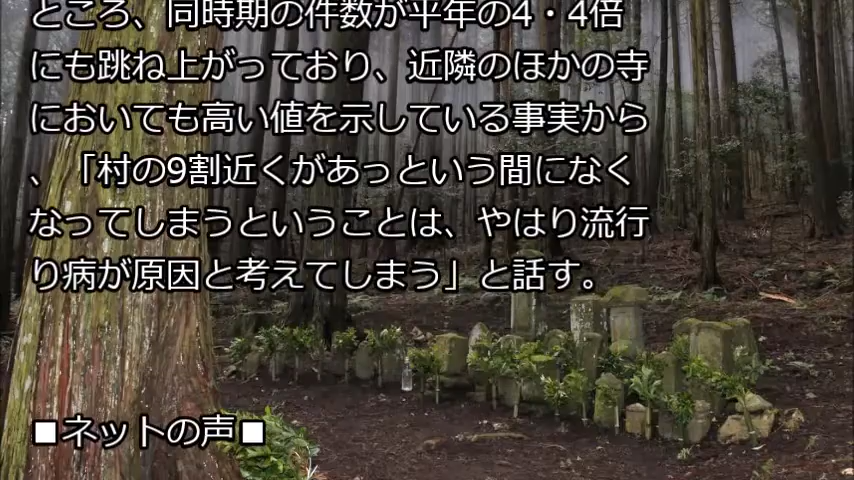 ところ、同時期の件数が平年の4・4倍
にも跳ね上がっており、近隣のほかの寺
においても高い値を示している事実から
、「村の9割近くがあっという間になく
なってしまうということは、やはり流行
り病が原因と考えてしまう」と話す。
■ネットの声■